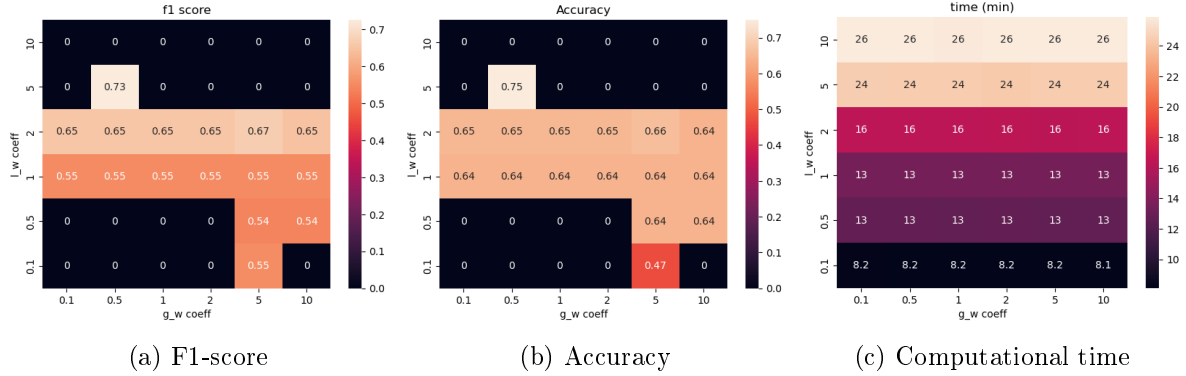 f1 score
10 0 0 0 0 0 0
5 0 0.73 0 0 0 0
2 0.65 0.65 0.65 0.65 0.67 0.65
1 0.55 0.55 0.55 0.55 0.55 0.55
0.5 0 0 0 0 0.54 0.54
0.1 0 0 0 0 0.55 0
0.1 0.5 1 2 5 10
g_w coeff
l_w coeff
0.7
0.6
0.5
0.4
0.3
0.2
0.1
0.0
(a) F1-score
Accuracy
10 0 0 0 0 0 0
5 0 0.75 0 0 0 0
2 0.65 0.65 0.65 0.65 0.66 0.64
1 0.64 0.64 0.64 0.64 0.64 0.64
0.5 0 0 0 0 0.64 0.64
0.1 0 0 0 0 0.47 0
0.1 0.5 1 2 5 10
g_w coeff
l_w coeff
0.7
0.6
0.5
0.4
0.3
0.2
0.1
0.0
(b) Accuracy
time (min)
10 26 26 26 26 26 26
5 24 24 24 24 24 24
2 16 16 16 16 16 16
1 13 13 13 13 13 13
0.5 13 13 13 13 13 13
0.1 8.2 8.2 8.2 8.2 8.2 8.1
0.1 0.5 1 2 5 10
g_w coeff
l_w coeff
24
22
20
18
16
14
12
10
(c) Computational time